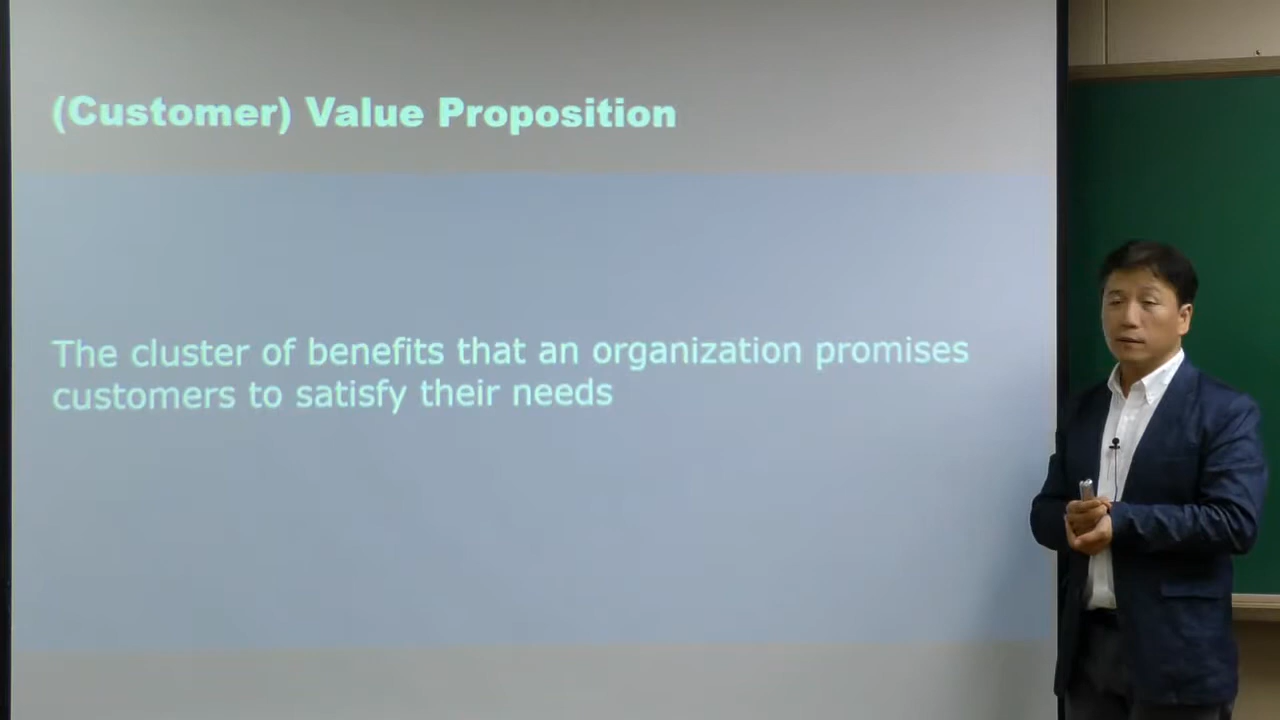 (Customer) Value Proposition
The cluster of benefits that an organization promises
customers to satisfy their needs